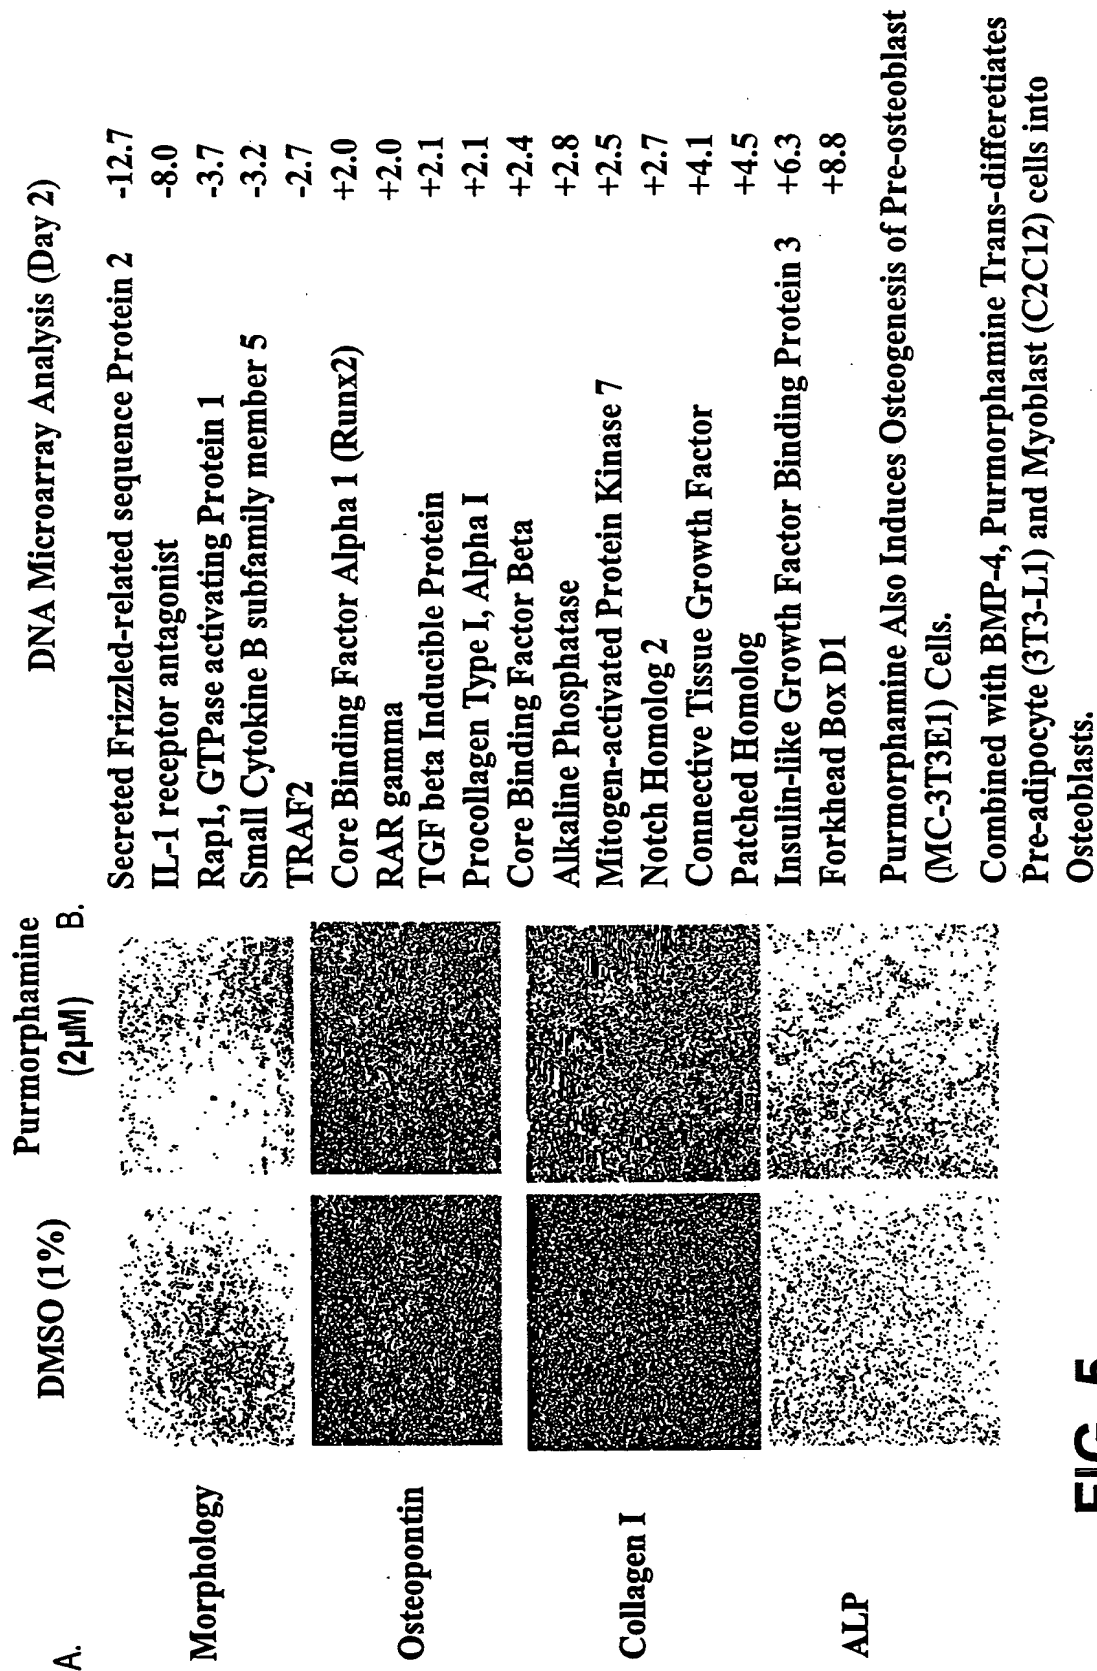 A.
DMSO (1%)
Purmorphamine
(2µM)
Morphology
Osteopontin
Collagen I
ALP
B.
DNA Microarray Analysis (Day 2)
Secreted Frizzled-related sequence Protein 2 -12.7
IL-1 receptor antagonist -8.0
Rap1, GTPase activating Protein 1 -3.7
Small Cytokine B subfamily member 5 -3.2
TRAF2 -2.7
Core Binding Factor Alpha 1 (Runx2) +2.0
RAR gamma +2.0
TGF beta Inducible Protein +2.1
Procollagen Type I, Alpha I +2.1
Core Binding Factor Beta +2.4
Alkaline Phosphatase +2.8
Mitogen-activated Protein Kinase 7 +2.5
Notch Homolog 2 +2.7
Connective Tissue Growth Factor +4.1
Patched Homolog +4.5
Insulin-like Growth Factor Binding Protein 3 +6.3
Forkhead Box D1 +8.8
Purmorphamine Also Induces Osteogenesis of Pre-osteoblast
(MC-3T3E1) Cells.
Combined with BMP-4, Purmorphamine Trans-differetiates
Pre-adipocyte (3T3-L1) and Myoblast (C2C12) cells into
Osteoblasts.
FIG. 5